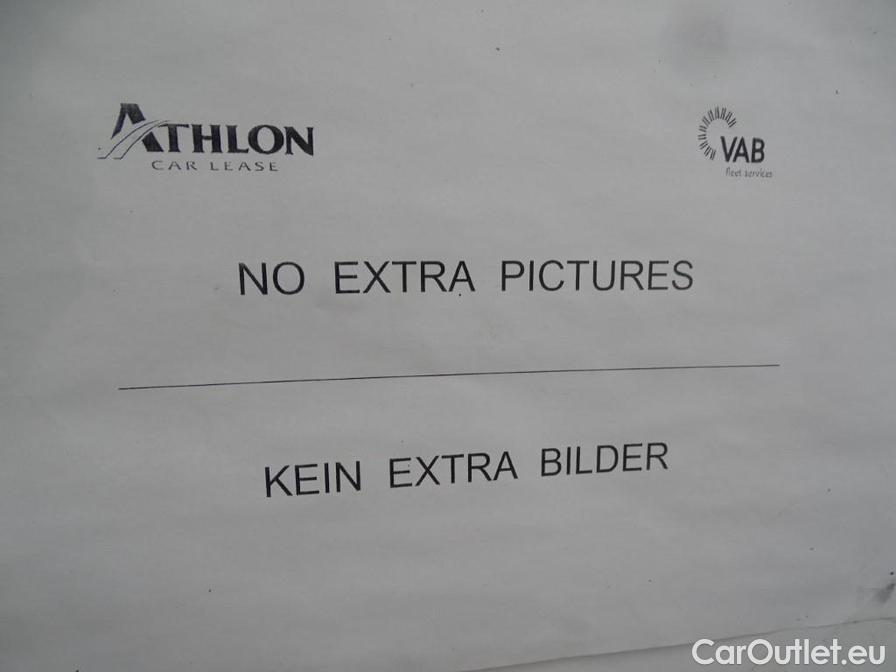 ATHLON
CAR LEASE
VAB
fleet services
NO EXTRA PICTURES
KEIN EXTRA BILDER
CarOutlet.eu